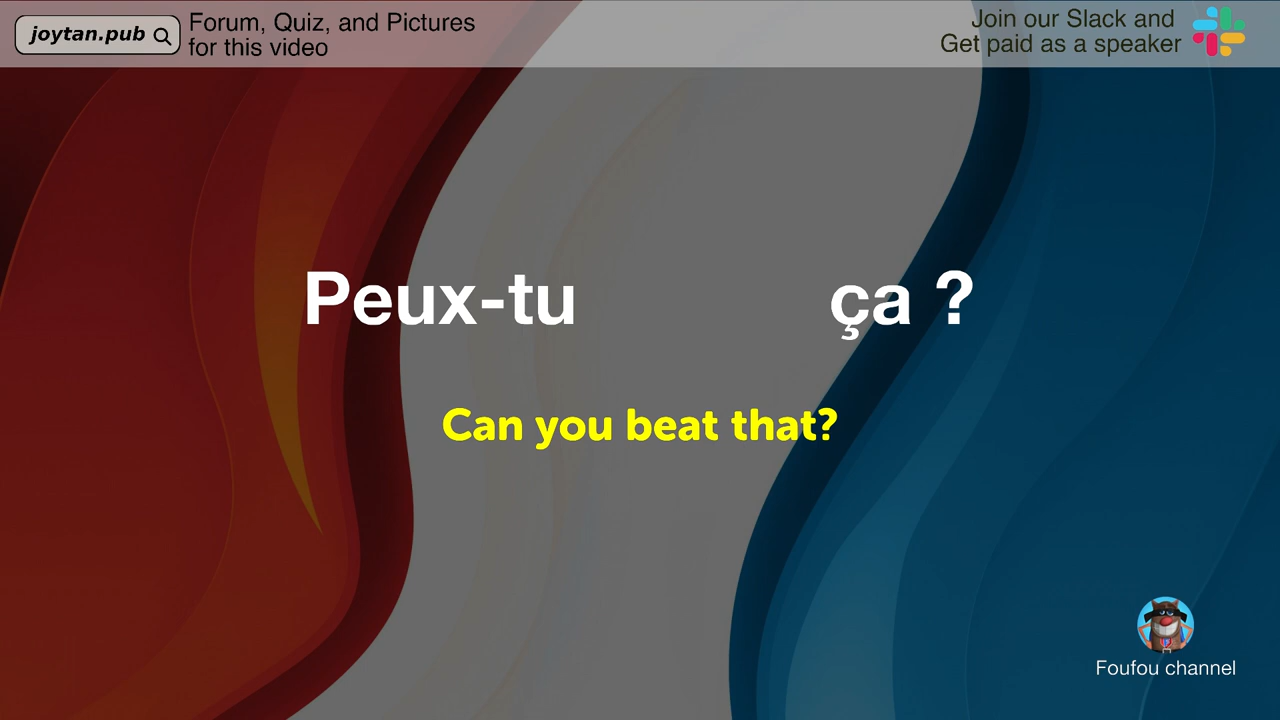 joytan.pub
Forum, Quiz, and Pictures
for this video
Join our Slack and
Get paid as a speaker
Peux-tu ça ?
Can you beat that?
Foufou channel